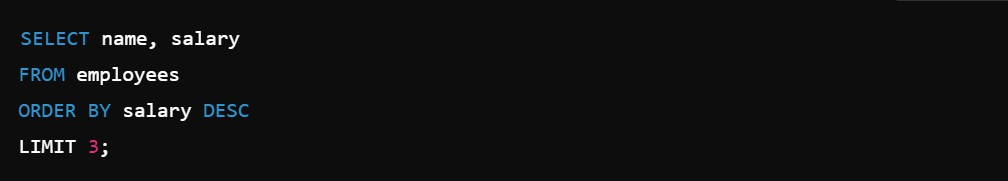 SELECT name, salary
FROM employees
ORDER BY salary DESC
LIMIT 3;